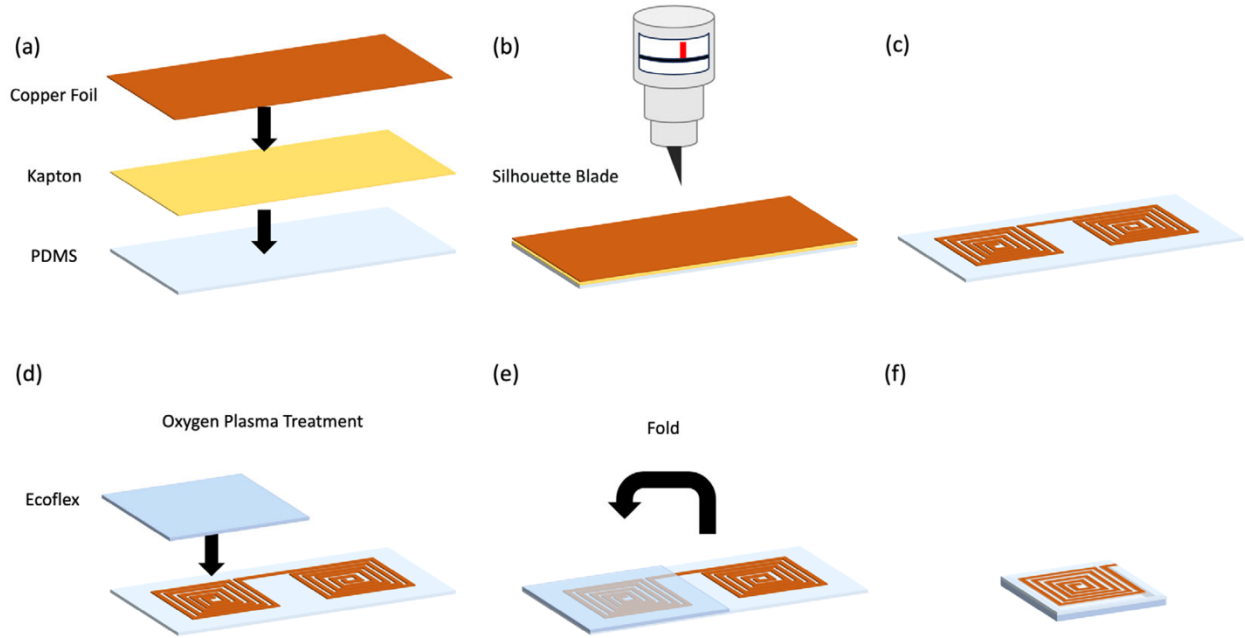 (a)
Copper Foil
Kapton
PDMS
(b)
Silhouette Blade
(c)
(d)
Oxygen Plasma Treatment
Ecoflex
(e)
Fold
(f)